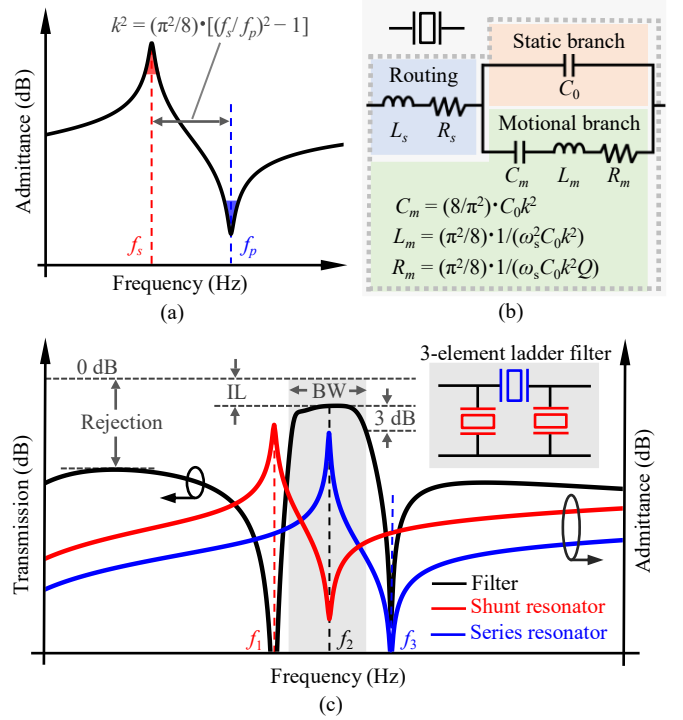 k² = (π²/8)•[(fs/fp)² − 1]
Admittance (dB)
fs
fp
Frequency (Hz)
(a)
Static branch
C0
Routing
Ls
Rs
Motional branch
Cm
Lm
Rm
Cm = (8/π²)•C0k²
Lm = (π²/8)•1/(ωs²C0k²)
Rm = (π²/8)•1/(ωsC0k²Q)
(b)
0 dB
IL
BW
3 dB
Rejection
3-element ladder filter
Transmission (dB)
Admittance (dB)
Filter
Shunt resonator
Series resonator
f1
f2
f3
Frequency (Hz)
(c)